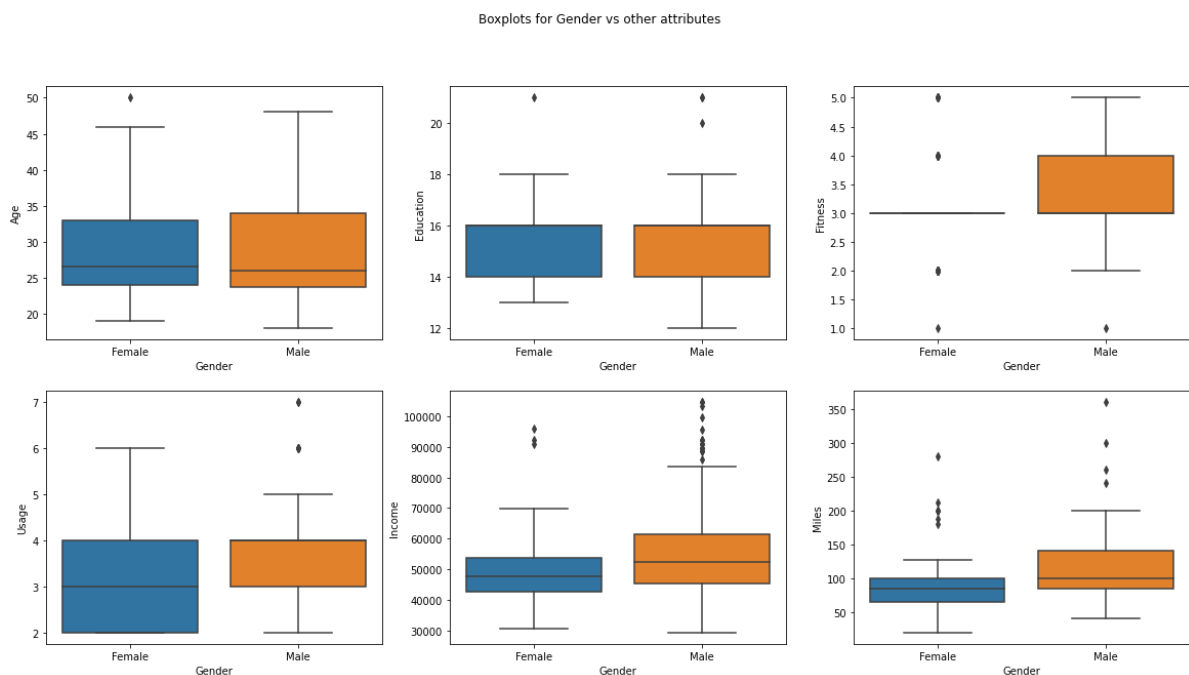 Boxplots for Gender vs other attributes
50
45
40
35
30
25
20
Age
Female Male
Gender
20
18
16
14
12
Education
Female Male
Gender
5.0
4.5
4.0
3.5
3.0
2.5
2.0
1.5
1.0
Fitness
Female Male
Gender
7
6
5
4
3
2
Usage
Female Male
Gender
100000
90000
80000
70000
60000
50000
40000
30000
Income
Female Male
Gender
350
300
250
200
150
100
50
Miles
Female Male
Gender